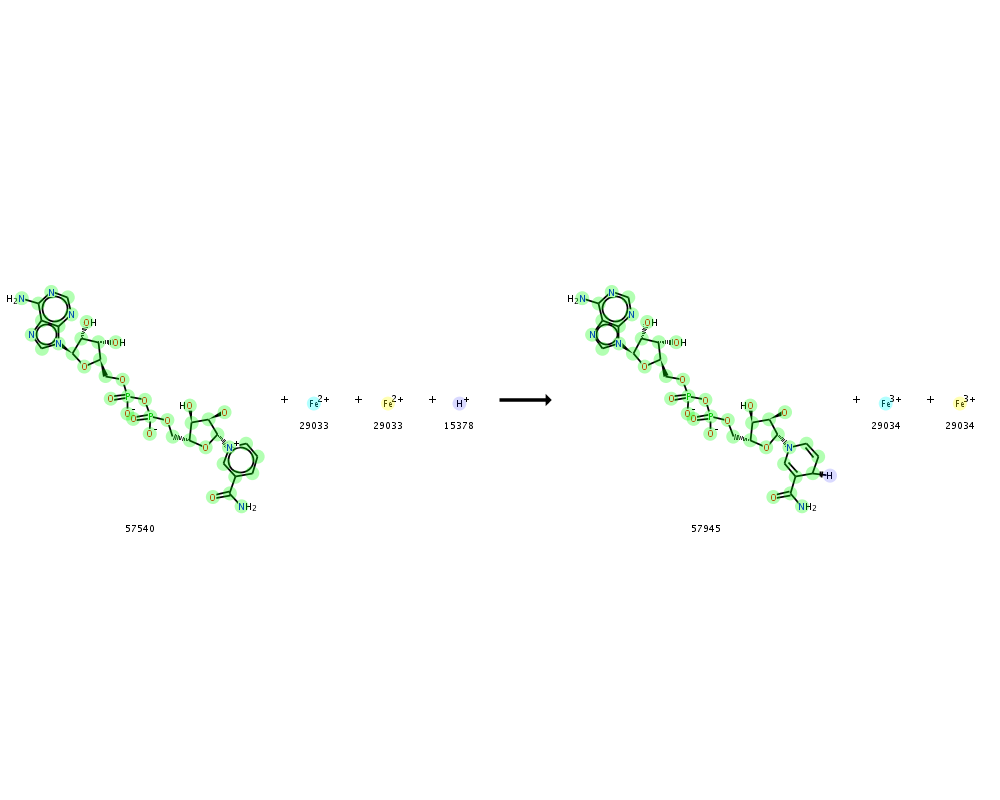 H2N N N N N OH OH O O O P O- O P O O- O HO O O N+ O NH2
+ Fe2+ + Fe2+ + H+
29033 29033 15378
57540
H2N N N N N OH OH O O O P O- O P O O- O HO O O N H O NH2
+ Fe3+ + Fe3+
29034 29034
57945